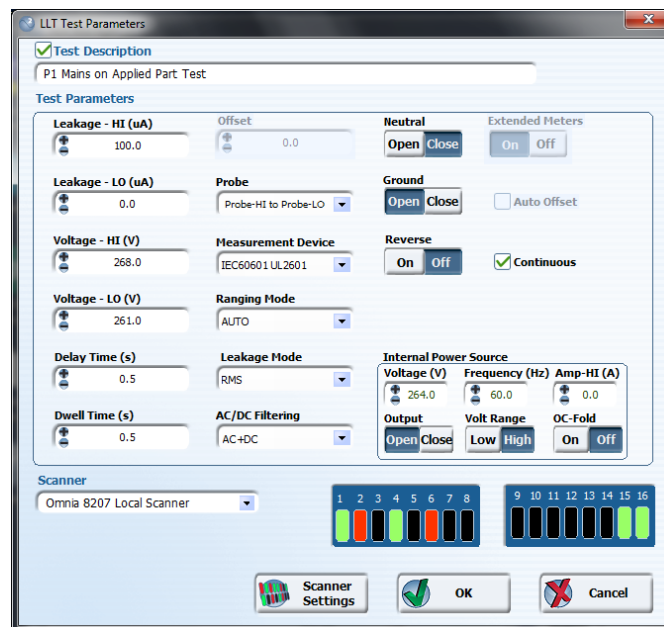 LLT Test Parameters
Test Description
P1 Mains on Applied Part Test
Test Parameters
Leakage - HI (uA) Offset Neutral Extended Meters
100.0 0.0 Open Close On Off
Leakage - LO (uA) Probe Ground
0.0 Probe-HI to Probe-LO Open Close Auto Offset
Voltage - HI (V) Measurement Device Reverse
268.0 IEC60601 UL2601 On Off Continuous
Voltage - LO (V) Ranging Mode
261.0 AUTO
Delay Time (s) Leakage Mode Internal Power Source
Voltage (V) Frequency (Hz) Amp-HI (A)
0.5 RMS 264.0 60.0 0.0
Dwell Time (s) AC/DC Filtering Output Volt Range OC-Fold
0.5 AC+DC Open Close Low High On Off
Scanner
Omnia 8207 Local Scanner
1 2 3 4 5 6 7 8 9 10 11 12 13 14 15 16
Scanner Settings OK Cancel